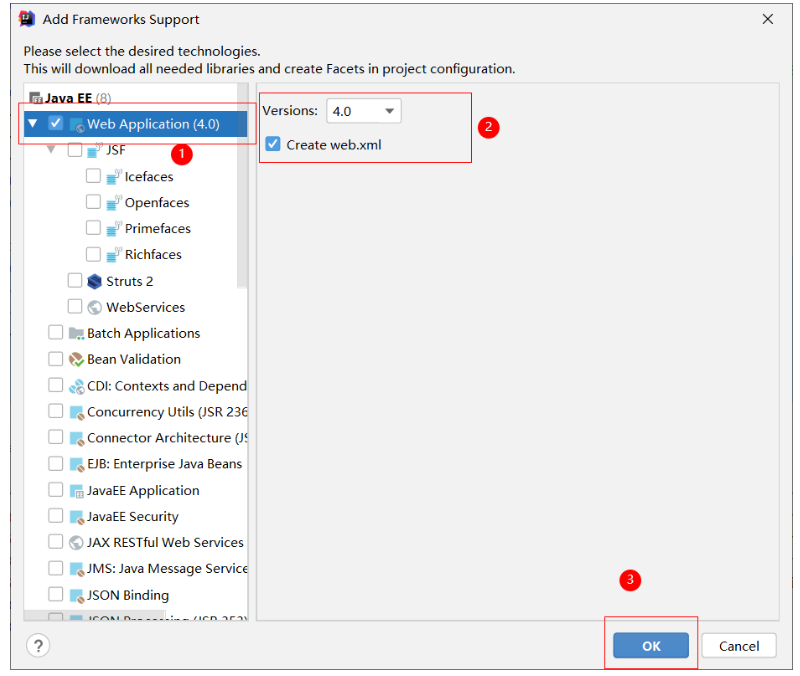 Add Frameworks Support
Please select the desired technologies.
This will download all needed libraries and create Facets in project configuration.
Java EE (8)
Web Application (4.0)
1
JSF
Icefaces
Openfaces
Primefaces
Richfaces
Struts 2
WebServices
Batch Applications
Bean Validation
CDI: Contexts and Depend
Concurrency Utils (JSR 236
Connector Architecture (JS
EJB: Enterprise Java Beans
JavaEE Application
JavaEE Security
JAX RESTful Web Services
JMS: Java Message Service
JSON Binding
JSON Processing (JSR 353)
Versions: 4.0
2
Create web.xml
3
?
OK
Cancel